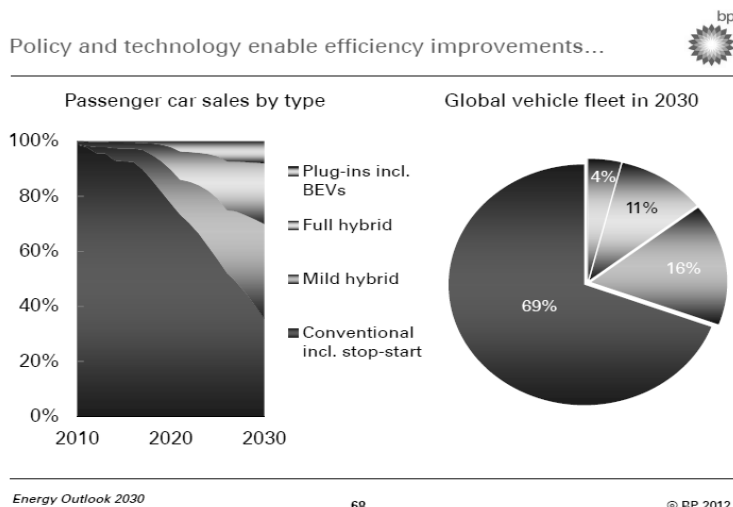 bp
Policy and technology enable efficiency improvements...
Passenger car sales by type
Global vehicle fleet in 2030
100%
80%
60%
40%
20%
0%
2010
2020
2030
Plug-ins incl.
BEVs
Full hybrid
Mild hybrid
Conventional
incl. stop-start
4%
11%
16%
69%
Energy Outlook 2030
68
© BP 2012